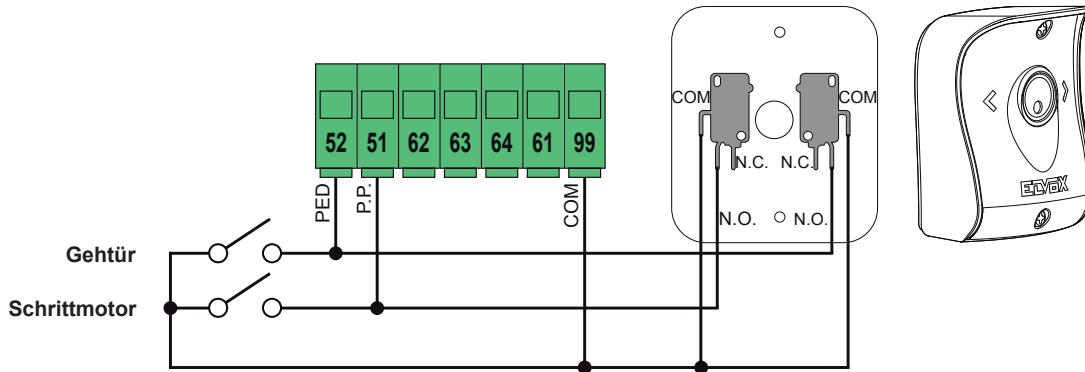 COM COM
52 51 62 63 64 61 99
N.C. N.C.
PED P.P. COM
N.O. N.O.
ELVOX
Gehtür
Schrittmotor